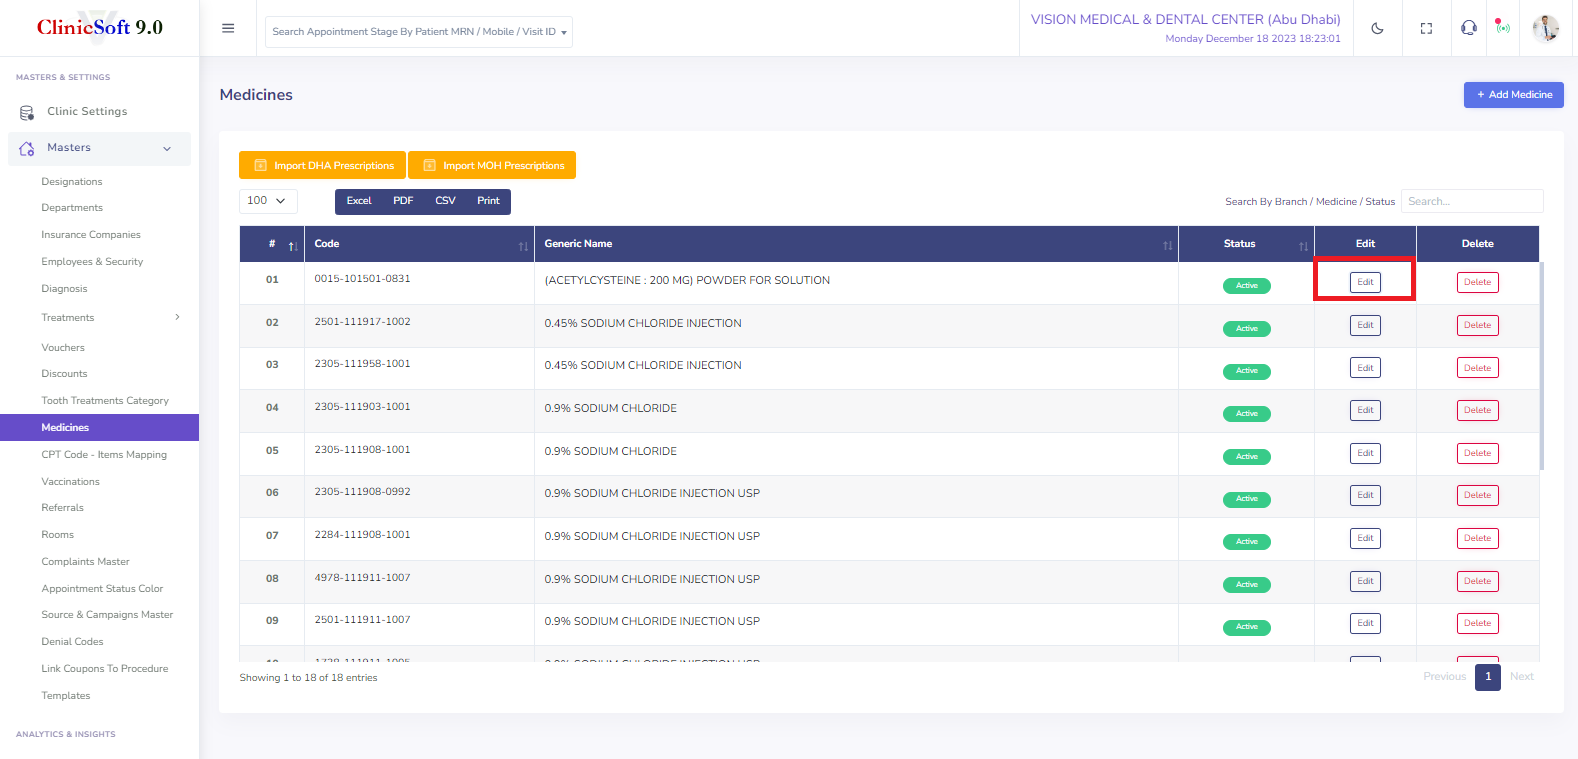 ClinicSoft 9.0
Search Appointment Stage By Patient MRN / Mobile / Visit ID
VISION MEDICAL & DENTAL CENTER (Abu Dhabi)
Monday December 18 2023 18:23:01
MASTERS & SETTINGS
Clinic Settings
Masters
Designations
Departments
Insurance Companies
Employees & Security
Diagnosis
Treatments
Vouchers
Discounts
Tooth Treatments Category
Medicines
CPT Code - Items Mapping
Vaccinations
Referrals
Rooms
Complaints Master
Appointment Status Color
Source & Campaigns Master
Denial Codes
Link Coupons To Procedure
Templates
ANALYTICS & INSIGHTS
Medicines
+ Add Medicine
Import DHA Prescriptions Import MOH Prescriptions
100 Excel PDF CSV Print Search By Branch / Medicine / Status Search...
# Code Generic Name Status Edit Delete
01 0015-101501-0831 (ACETYLCYSTEINE : 200 MG) POWDER FOR SOLUTION Active Edit Delete
02 2501-111917-1002 0.45% SODIUM CHLORIDE INJECTION Active Edit Delete
03 2305-111958-1001 0.45% SODIUM CHLORIDE INJECTION Active Edit Delete
04 2305-111903-1001 0.9% SODIUM CHLORIDE Active Edit Delete
05 2305-111908-1001 0.9% SODIUM CHLORIDE Active Edit Delete
06 2305-111908-0992 0.9% SODIUM CHLORIDE INJECTION USP Active Edit Delete
07 2284-111908-1001 0.9% SODIUM CHLORIDE INJECTION USP Active Edit Delete
08 4978-111911-1007 0.9% SODIUM CHLORIDE INJECTION USP Active Edit Delete
09 2501-111911-1007 0.9% SODIUM CHLORIDE INJECTION USP Active Edit Delete
Showing 1 to 18 of 18 entries
Previous 1 Next